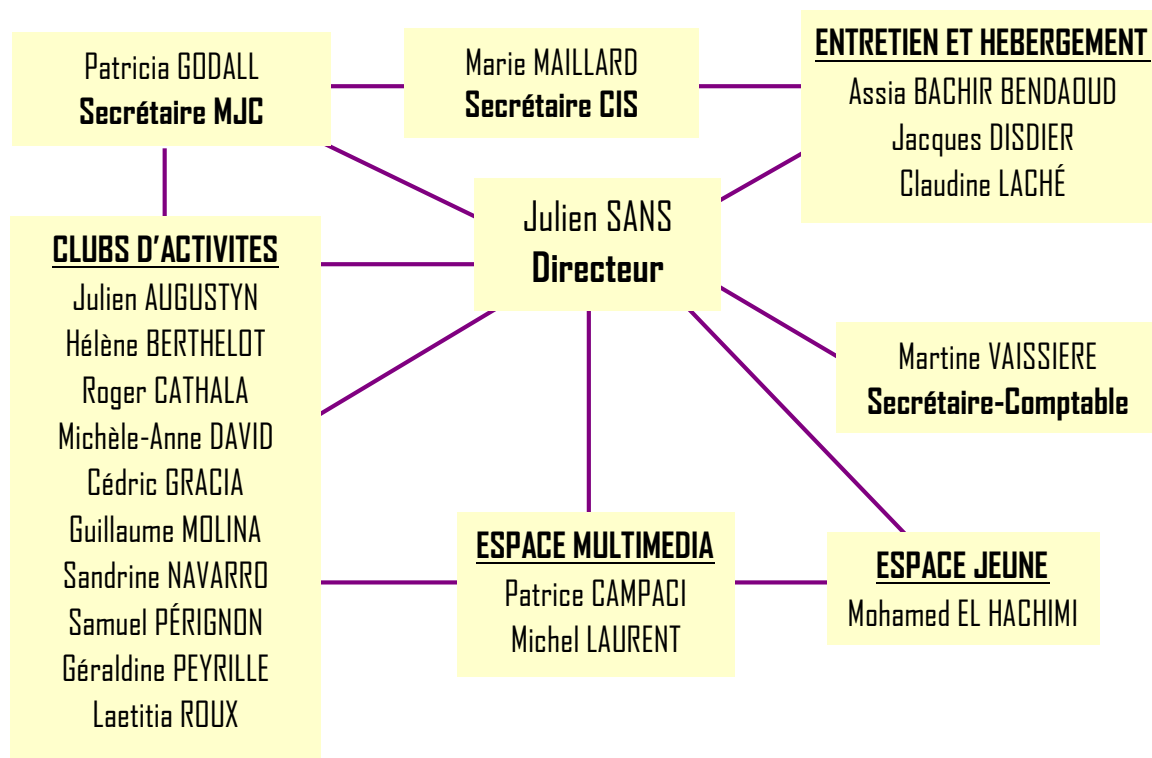 Patricia GODALL
Secrétaire MJC
Marie MAILLARD
Secrétaire CIS
ENTRETIEN ET HEBERGEMENT
Assia BACHIR BENDAOUD
Jacques DISDIER
Claudine LACHÉ
Julien SANS
Directeur
CLUBS D'ACTIVITES
Julien AUGUSTYN
Hélène BERTHELOT
Roger CATHALA
Michèle-Anne DAVID
Cédric GRACIA
Guillaume MOLINA
Sandrine NAVARRO
Samuel PÉRIGNON
Géraldine PEYRILLE
Laetitia ROUX
Martine VAISSIERE
Secrétaire-Comptable
ESPACE MULTIMEDIA
Patrice CAMPACI
Michel LAURENT
ESPACE JEUNE
Mohamed EL HACHIMI